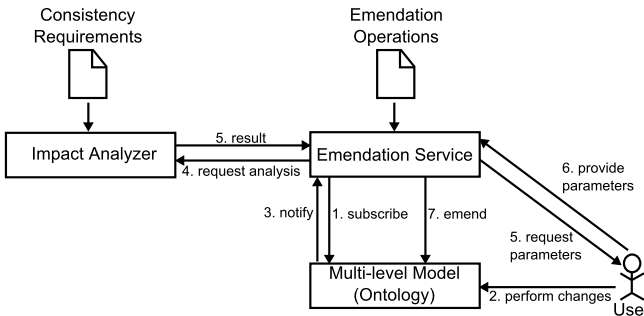 Consistency
Requirements
Emendation
Operations
Impact Analyzer
5. result
4. request analysis
Emendation Service
6. provide
parameters
5. request
parameters
3. notify
1. subscribe
7. emend
Multi-level Model
(Ontology)
2. perform changes
Use